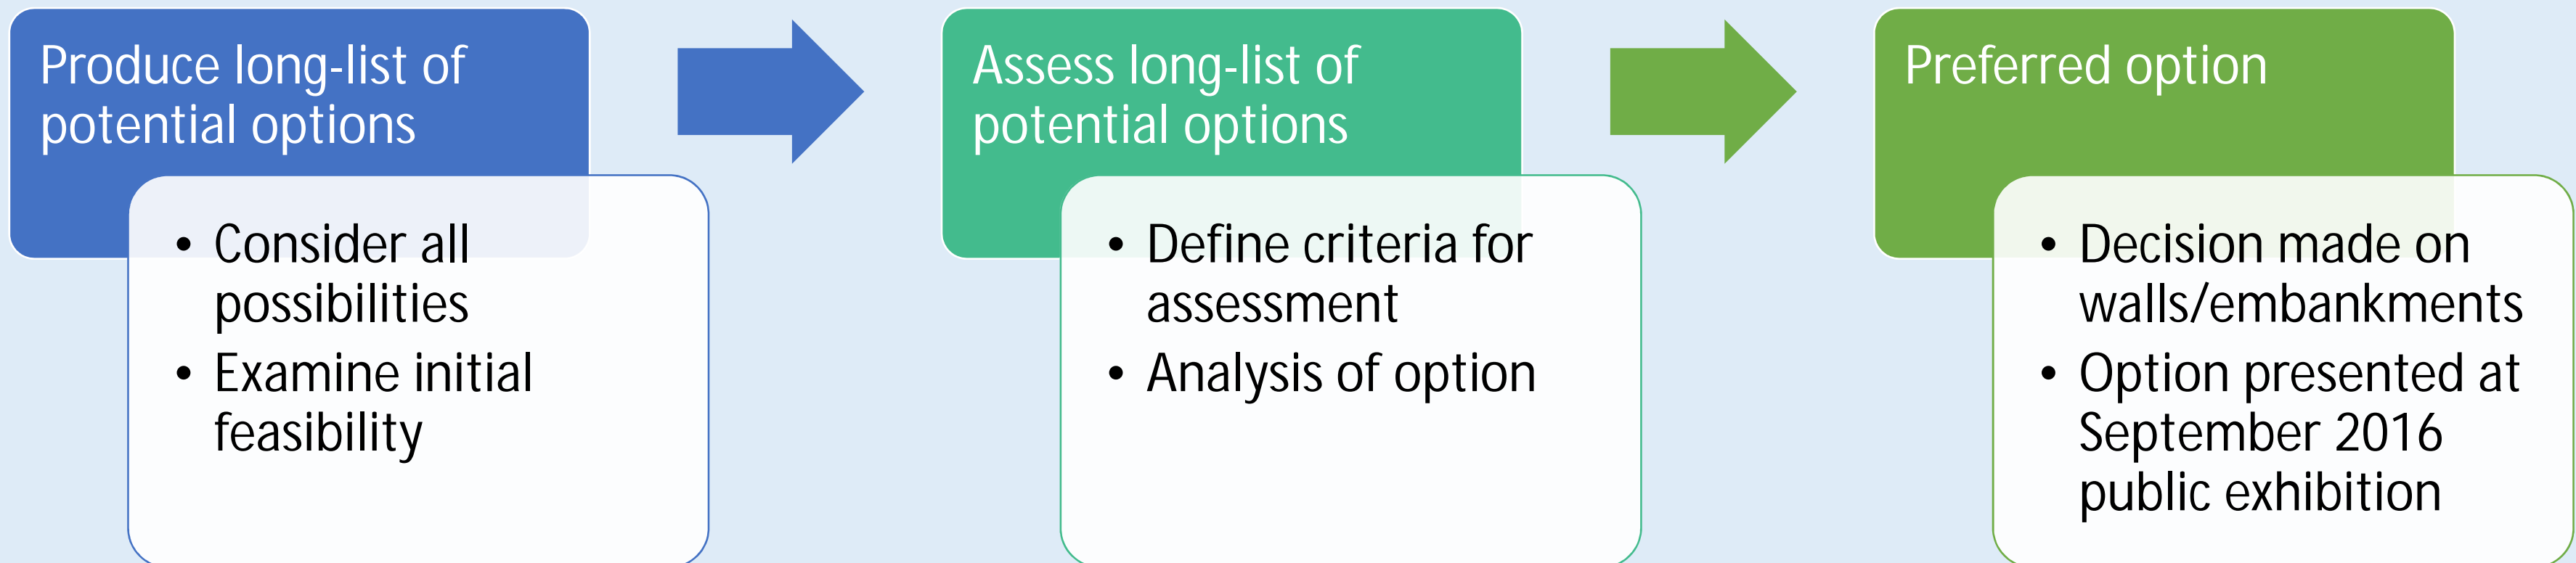 Produce long-list of
potential options
• Consider all
possibilities
• Examine initial
feasibility
Assess long-list of
potential options
• Define criteria for
assessment
• Analysis of option
Preferred option
• Decision made on
walls/embankments
• Option presented at
September 2016
public exhibition